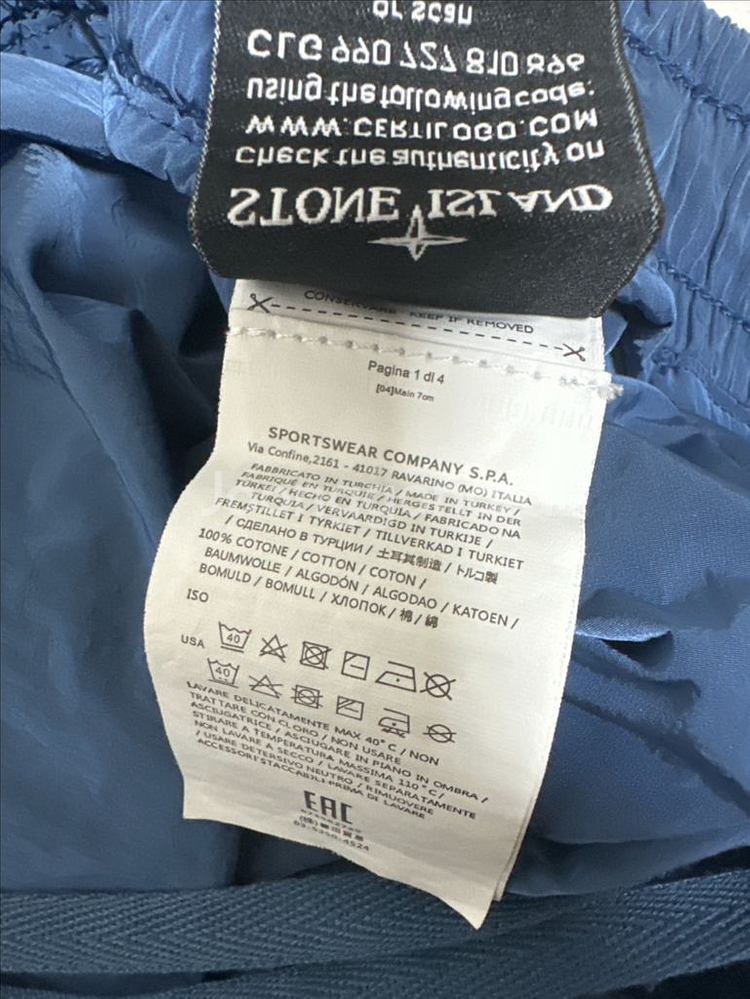 STONE ISLAND
Check the authenticity on
WWW.CERTILOGO.COM
using the following code:
CLG 990 727 810 896
or scan
CONSERVARE KEEP IF REMOVED
Pagina 1 di 4
[04]Main 7cm
SPORTSWEAR COMPANY S.P.A.
Via Confine,2161 - 41017 RAVARINO (MO) ITALIA
FABBRICATO IN TURCHIA / MADE IN TURKEY /
FABRIQUÉ EN TURQUIE / HERGESTELLT IN DER
TÜRKEI / HECHO EN TURQUIA / FABRICADO NA
TURQUIA / VERVAARDIGD IN TURKIJE /
FREMSTILLET I TYRKIET / TILLVERKAD I TURKIET
/ СДЕЛАНО В ТУРЦИИ / 土耳其制造 / トルコ製
100% COTONE / COTTON / COTON /
BAUMWOLLE / ALGODÓN / ALGODAO / KATOEN /
BOMULD / BOMULL / ХЛОПОК / 棉 / 綿
ISO
40
USA
40
LAVARE DELICATAMENTE MAX 40°C / NON
TRATTARE CON CLORO / NON USARE
ASCIUGATRICE / ASCIUGARE IN PIANO IN OMBRA /
STIRARE A TEMPERATURA MASSIMA 110°C /
NON LAVARE A SECCO / LAVARE SEPARATAMENTE
/ USARE DETERSIVO NEUTRO / RIMUOVERE
ACCESSORI STACCABILI PRIMA DI LAVARE
EAC
03-5350-4524